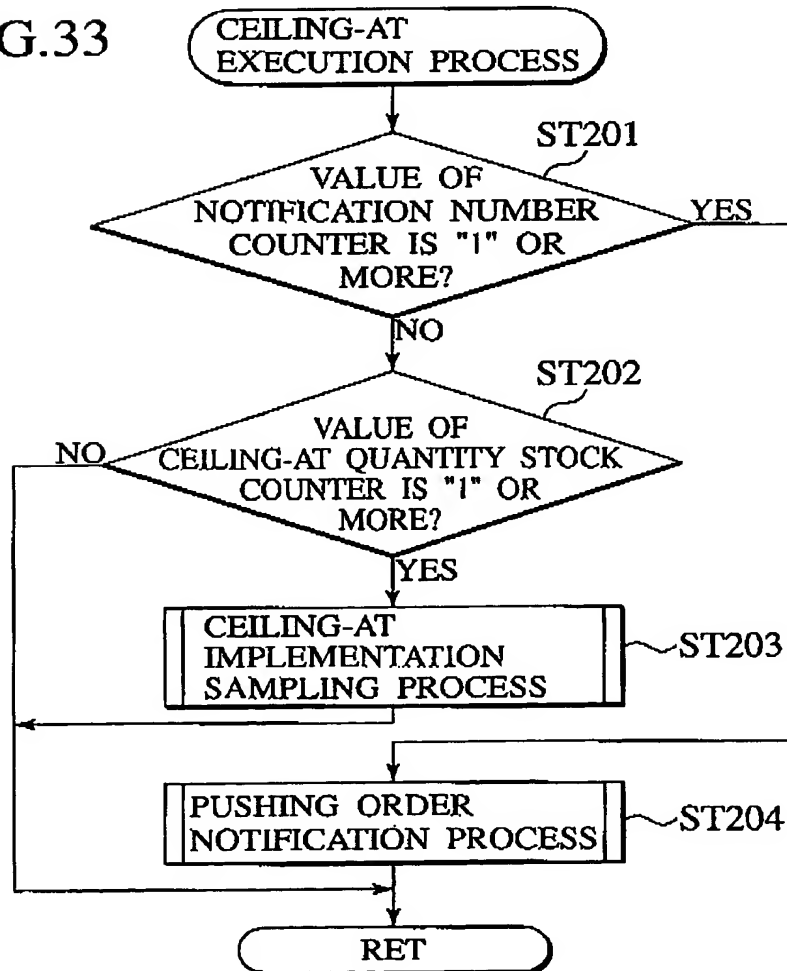 G.33
CEILING-AT
EXECUTION PROCESS
ST201
VALUE OF
NOTIFICATION NUMBER
COUNTER IS "1" OR
MORE?
YES
NO
ST202
VALUE OF
CEILING-AT QUANTITY STOCK
COUNTER IS "1" OR
MORE?
NO
YES
CEILING-AT
IMPLEMENTATION
SAMPLING PROCESS
ST203
PUSHING ORDER
NOTIFICATION PROCESS
ST204
RET